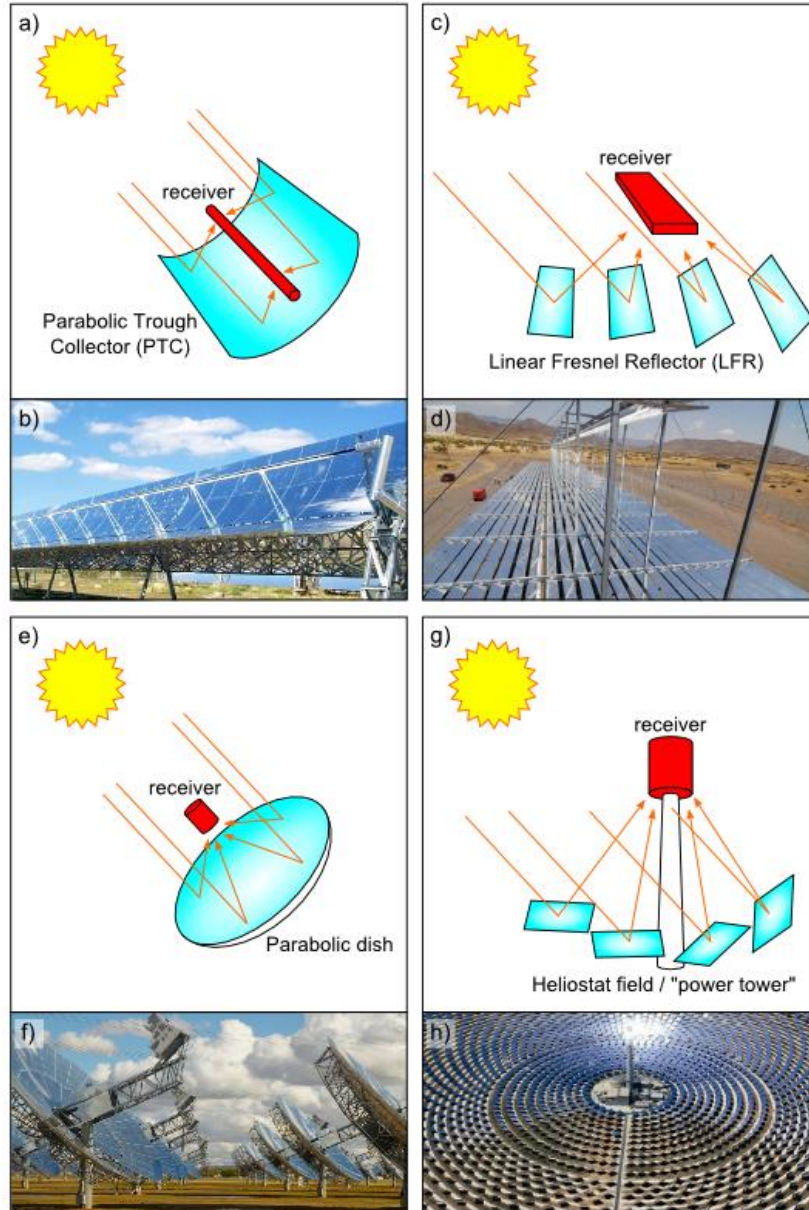 a)
receiver
Parabolic Trough
Collector (PTC)
b)
c)
receiver
Linear Fresnel Reflector (LFR)
d)
e)
receiver
Parabolic dish
f)
g)
receiver
Heliostat field / "power tower"
h)